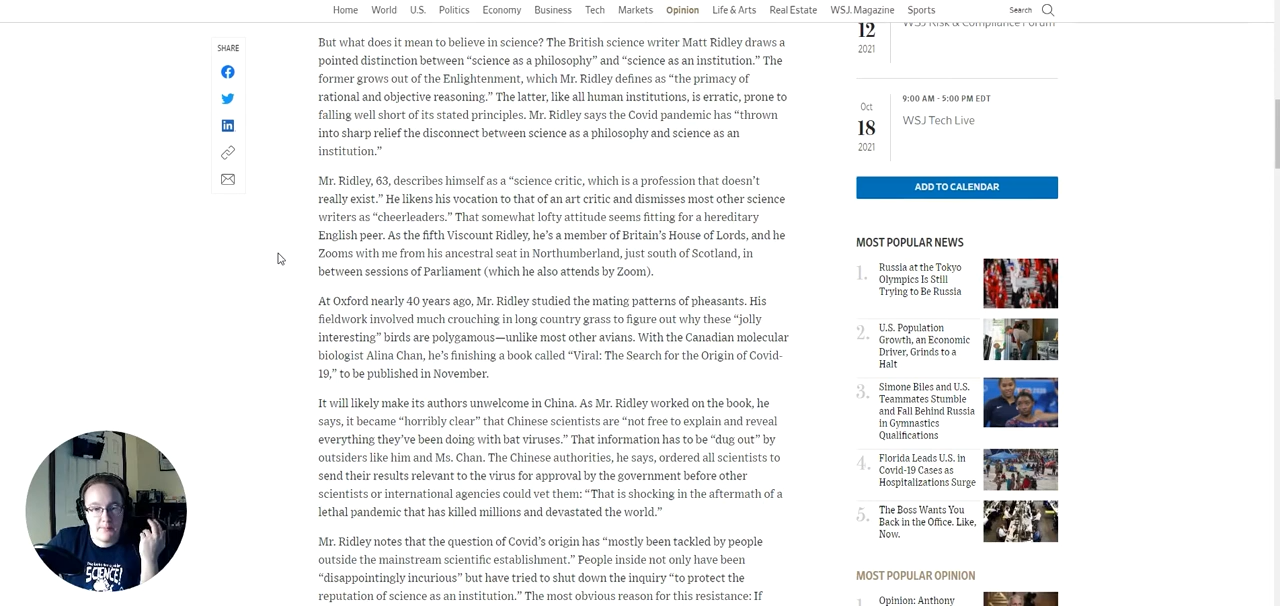 Home World U.S. Politics Economy Business Tech Markets Opinion Life & Arts Real Estate WSJ. Magazine Sports Search
SHARE
But what does it mean to believe in science? The British science writer Matt Ridley draws a
pointed distinction between “science as a philosophy” and “science as an institution.” The
former grows out of the Enlightenment, which Mr. Ridley defines as “the primacy of
rational and objective reasoning.” The latter, like all human institutions, is erratic, prone to
falling well short of its stated principles. Mr. Ridley says the Covid pandemic has “thrown
into sharp relief the disconnect between science as a philosophy and science as an
institution.”
Mr. Ridley, 63, describes himself as a “science critic, which is a profession that doesn’t
really exist.” He likens his vocation to that of an art critic and dismisses most other science
writers as “cheerleaders.” That somewhat lofty attitude seems fitting for a hereditary
English peer. As the fifth Viscount Ridley, he’s a member of Britain’s House of Lords, and he
Zooms with me from his ancestral seat in Northumberland, just south of Scotland, in
between sessions of Parliament (which he also attends by Zoom).
At Oxford nearly 40 years ago, Mr. Ridley studied the mating patterns of pheasants. His
fieldwork involved much crouching in long country grass to figure out why these “jolly
interesting” birds are polygamous—unlike most other avians. With the Canadian molecular
biologist Alina Chan, he’s finishing a book called “Viral: The Search for the Origin of Covid-
19,” to be published in November.
It will likely make its authors unwelcome in China. As Mr. Ridley worked on the book, he
says, it became “horribly clear” that Chinese scientists are “not free to explain and reveal
everything they’ve been doing with bat viruses.” That information has to be “dug out” by
outsiders like him and Ms. Chan. The Chinese authorities, he says, ordered all scientists to
send their results relevant to the virus for approval by the government before other
scientists or international agencies could vet them: “That is shocking in the aftermath of a
lethal pandemic that has killed millions and devastated the world.”
Mr. Ridley notes that the question of Covid’s origin has “mostly been tackled by people
outside the mainstream scientific establishment.” People inside not only have been
“disappointingly incurious” but have tried to shut down the inquiry “to protect the
reputation of science as an institution.” The most obvious reason for this resistance: If
12
2021
WSJ Risk & Compliance Forum
Oct
18
2021
9:00 AM - 5:00 PM EDT
WSJ Tech Live
ADD TO CALENDAR
MOST POPULAR NEWS
1.
Russia at the Tokyo
Olympics Is Still
Trying to Be Russia
2.
U.S. Population
Growth, an Economic
Driver, Grinds to a
Halt
3.
Simone Biles and U.S.
Teammates Stumble
and Fall Behind Russia
in Gymnastics
Qualifications
4.
Florida Leads U.S. in
Covid-19 Cases as
Hospitalizations Surge
5.
The Boss Wants You
Back in the Office. Like,
Now.
MOST POPULAR OPINION
1.
Opinion: Anthony
SCIENCE!